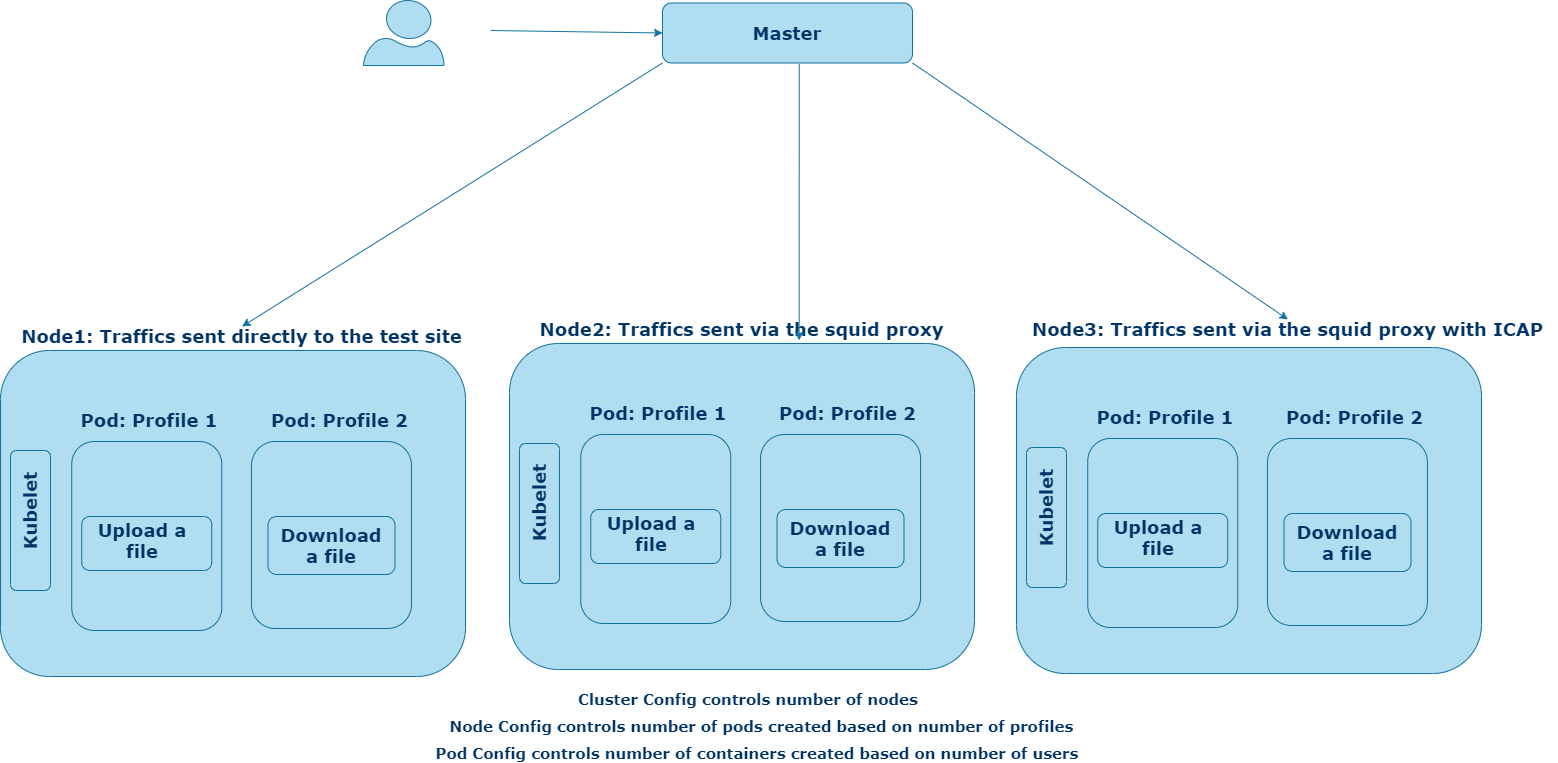 Master
Node1: Traffics sent directly to the test site
Pod: Profile 1
Pod: Profile 2
Kubelet
Upload a
file
Download
a file
Node2: Traffics sent via the squid proxy
Pod: Profile 1
Pod: Profile 2
Kubelet
Upload a
file
Download
a file
Node3: Traffics sent via the squid proxy with ICAP
Pod: Profile 1
Pod: Profile 2
Kubelet
Upload a
file
Download
a file
Cluster Config controls number of nodes
Node Config controls number of pods created based on number of profiles
Pod Config controls number of containers created based on number of users